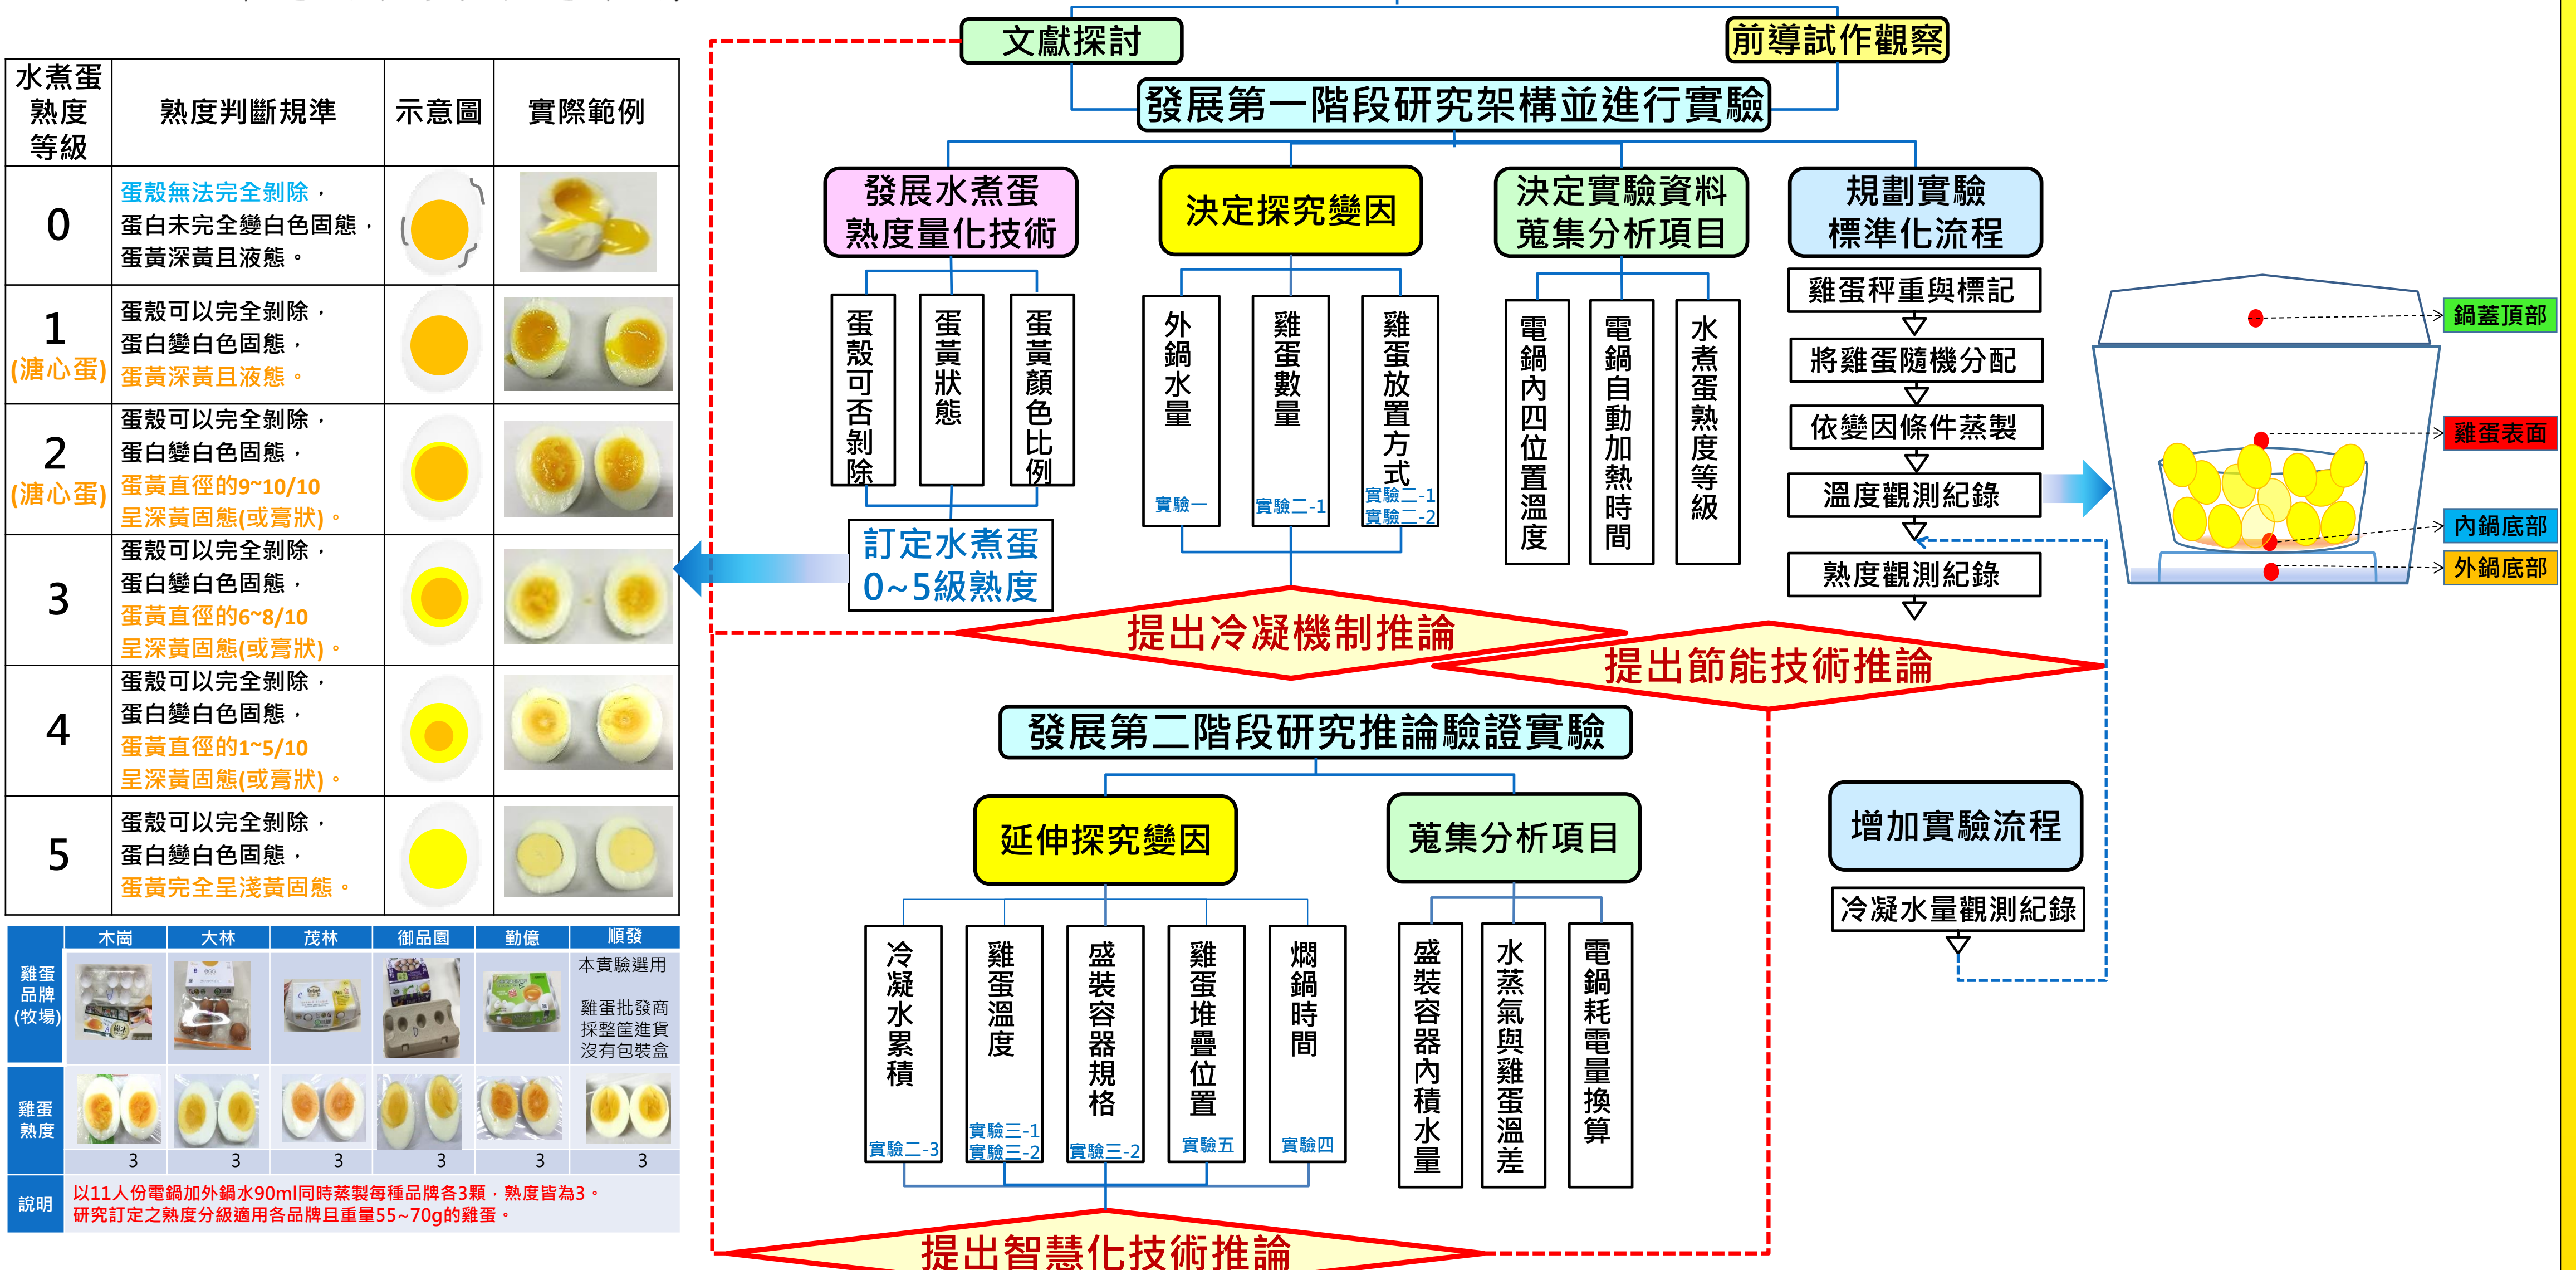 水煮蛋
熟度
等級
熟度判斷規準
示意圖
實際範例
0
蛋殼無法完全剝除，
蛋白未完全變白色固態，
蛋黃深黃且液態。
1
(溏心蛋)
蛋殼可以完全剝除，
蛋白變白色固態，
蛋黃深黃且液態。
2
(溏心蛋)
蛋殼可以完全剝除，
蛋白變白色固態，
蛋黃直徑的9~10/10
呈深黃固態(或膏狀)。
3
蛋殼可以完全剝除，
蛋白變白色固態，
蛋黃直徑的6~8/10
呈深黃固態(或膏狀)。
4
蛋殼可以完全剝除，
蛋白變白色固態，
蛋黃直徑的1~5/10
呈深黃固態(或膏狀)。
5
蛋殼可以完全剝除，
蛋白變白色固態，
蛋黃完全呈淺黃固態。
雞蛋
品牌
(牧場)
木崗
大林
茂林
御品園
勤億
順發
本實驗選用
雞蛋批發商
採整筐進貨
沒有包裝盒
雞蛋
熟度
3
3
3
3
3
3
說明
以11人份電鍋加外鍋水90ml同時蒸製每種品牌各3顆，熟度皆為3。
研究訂定之熟度分級適用各品牌且重量55~70g的雞蛋。
文獻探討
前導試作觀察
發展第一階段研究架構並進行實驗
發展水煮蛋
熟度量化技術
蛋殼可否剝除
蛋黃狀態
蛋黃顏色比例
訂定水煮蛋
0~5級熟度
決定探究變因
外鍋水量
實驗一
雞蛋數量
實驗二-1
雞蛋放置方式
實驗二-1
實驗二-2
決定實驗資料
蒐集分析項目
電鍋內四位置溫度
電鍋自動加熱時間
水煮蛋熟度等級
規劃實驗
標準化流程
雞蛋秤重與標記
將雞蛋隨機分配
依變因條件蒸製
溫度觀測紀錄
熟度觀測紀錄
鍋蓋頂部
雞蛋表面
內鍋底部
外鍋底部
提出冷凝機制推論
提出節能技術推論
發展第二階段研究推論驗證實驗
延伸探究變因
冷凝水累積
實驗二-3
雞蛋溫度
實驗三-1
實驗三-2
盛裝容器規格
實驗三-2
雞蛋堆疊位置
實驗五
燜鍋時間
實驗四
蒐集分析項目
盛裝容器內積水量
水蒸氣與雞蛋溫差
電鍋耗電量換算
增加實驗流程
冷凝水量觀測紀錄
提出智慧化技術推論